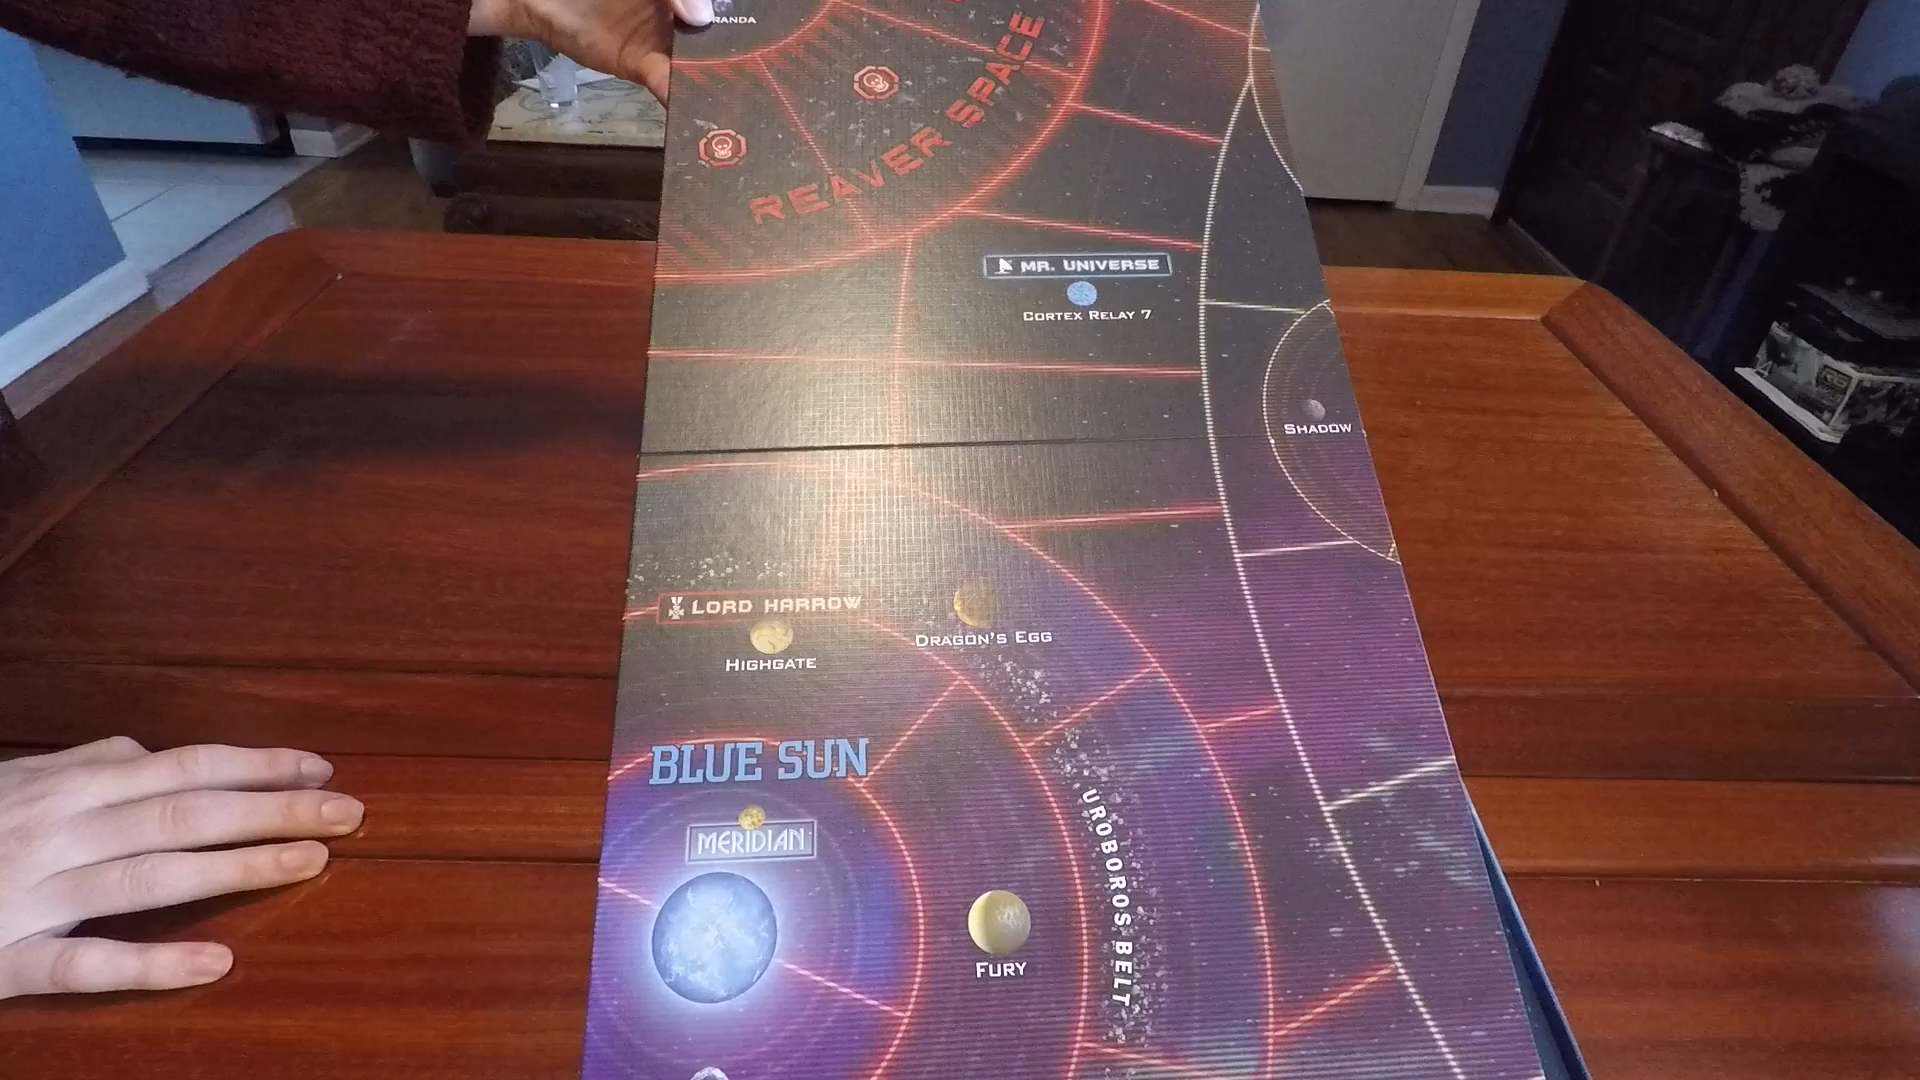 RANDA
REAVER SPACE
MR. UNIVERSE
CORTEX RELAY 7
SHADOW
LORD HARROW
HIGHGATE
DRAGON'S EGG
BLUE SUN
MERIDIAN
UROBOROS BELT
FURY